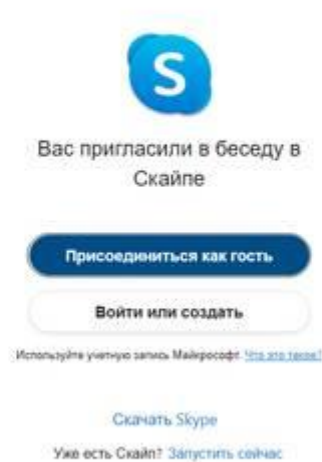 S
Вас пригласили в беседу в
Скайпе
Присоединиться как гость
Войти или создать
Используйте учетную запись Майкрософт. Что это такое?
Скачать Skype
Уже есть Скайп? Запустить сейчас